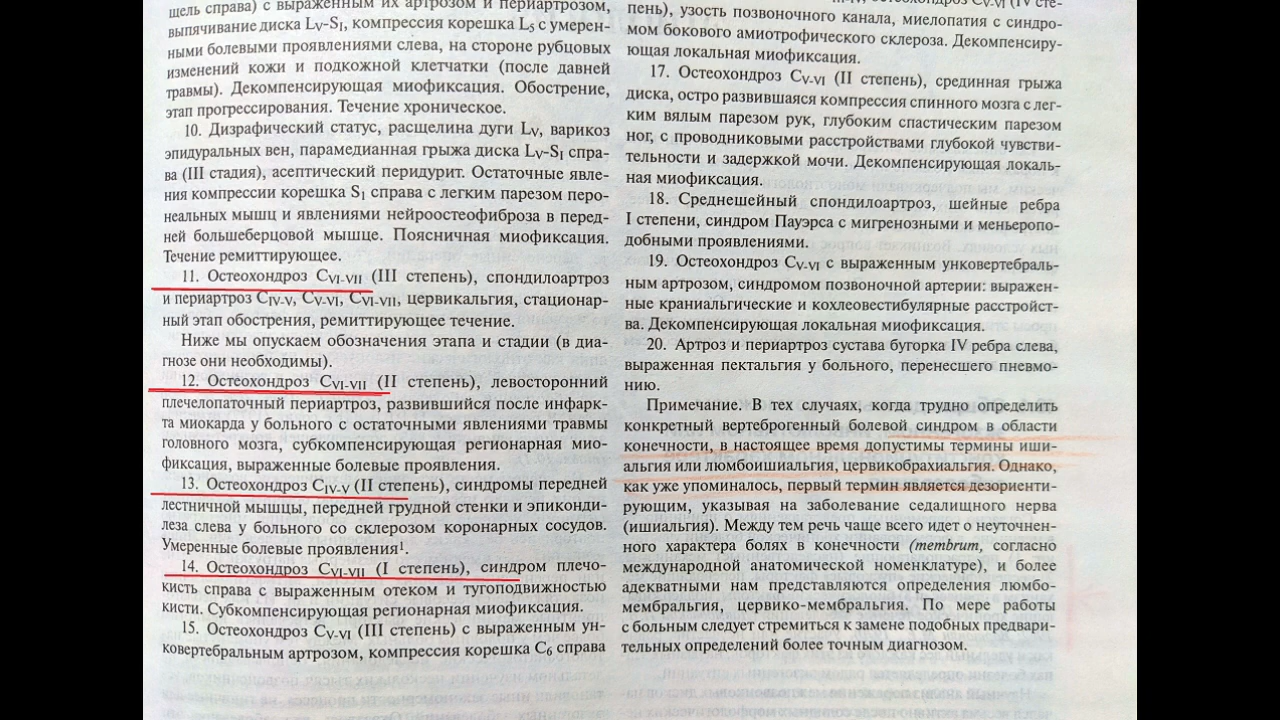 щель справа) с выраженным их артрозом и периартрозом,
выпячивание диска LV-SI, компрессия корешка L5 с умерен-
ными болевыми проявлениями слева, на стороне рубцовых
изменений кожи и подкожной клетчатки (после давней
травмы). Декомпенсирующая миофиксация. Обострение,
этап прогрессирования. Течение хроническое.
10. Дизрафический статус, расщелина дуги LV, варикоз
эпидуральных вен, парамедианная грыжа диска LV-SI спра-
ва (III стадия), асептический перидурит. Остаточные явле-
ния компрессии корешка S1 справа с легким парезом перо-
неальных мышц и явлениями нейроостеофиброза в перед-
ней большеберцовой мышце. Поясничная миофиксация.
Течение ремиттирующее.
11. Остеохондроз CVI-VII (III степень), спондилоартроз
и периартроз CIV-V, CV-VI, CVI-VII, цервикальгия, стационар-
ный этап обострения, ремиттирующее течение.
Ниже мы опускаем обозначения этапа и стадии (в диа-
гнозе они необходимы).
12. Остеохондроз CVI-VII (II степень), левосторонний
плечелопаточный периартроз, развившийся после инфарк-
та миокарда у больного с остаточными явлениями травмы
головного мозга, субкомпенсирующая регионарная мио-
фиксация, выраженные болевые проявления.
13. Остеохондроз CIV-V (II степень), синдромы передней
лестничной мышцы, передней грудной стенки и эпиконди-
леза слева у больного со склерозом коронарных сосудов.
Умеренные болевые проявления1.
14. Остеохондроз CVI-VII (I степень), синдром плечо-
кисть справа с выраженным отеком и тугоподвижностью
кисти. Субкомпенсирующая регионарная миофиксация.
15. Остеохондроз CV-VI (III степень) с выраженным ун-
ковертебральным артрозом, компрессия корешка C6 справа
пень), узость позвоночного канала, миелопатия с синдро-
мом бокового амиотрофического склероза. Декомпенсиру-
ющая локальная миофиксация.
17. Остеохондроз CV-VI (II степень), срединная грыжа
диска, остро развившаяся компрессия спинного мозга с лег-
ким вялым парезом рук, глубоким спастическим парезом
ног, с проводниковыми расстройствами глубокой чувстви-
тельности и задержкой мочи. Декомпенсирующая локаль-
ная миофиксация.
18. Среднешейный спондилоартроз, шейные ребра
I степени, синдром Пауэрса с мигренозными и меньеропо-
добными проявлениями.
19. Остеохондроз CV-VI с выраженным унковертебраль-
ным артрозом, синдромом позвоночной артерии: выражен-
ные краниальгические и кохлеовестибулярные расстройст-
ва. Декомпенсирующая локальная миофиксация.
20. Артроз и периартроз сустава бугорка IV ребра слева,
выраженная пектальгия у больного, перенесшего пневмо-
нию.
Примечание. В тех случаях, когда трудно определить
конкретный вертеброгенный болевой синдром в области
конечности, в настоящее время допустимы термины иши-
альгия или люмбоишиальгия, цервикобрахиальгия. Однако,
как уже упоминалось, первый термин является дезориенти-
рующим, указывая на заболевание седалищного нерва
(ишиальгия). Между тем речь чаще всего идет о неуточнен-
ного характера болях в конечности (membrum, согласно
международной анатомической номенклатуре), и более
адекватными нам представляются определения люмбо-
мембральгия, цервико-мембральгия. По мере работы
с больным следует стремиться к замене подобных предвари-
тельных определений более точным диагнозом.